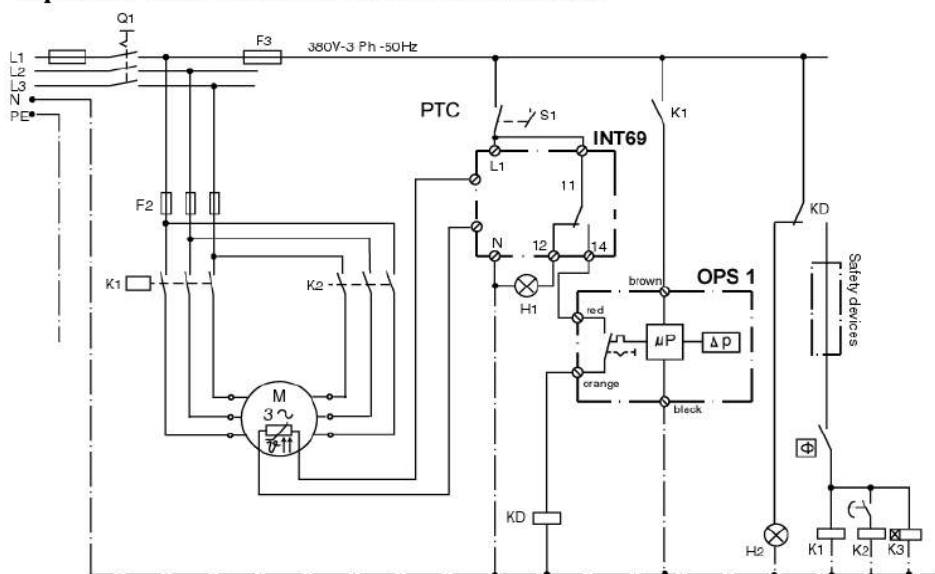 Q1
L1
F3
380V-3 Ph -50Hz
L2
L3
N
PE
PTC
S1
K1
INT69
L1
11
KD
F2
N
12
14
brown
OPS 1
Safety devices
K1
K2
H1
red
µP
Δp
orange
black
M
3 ~
ϑ↑↑
Φ
KD
H2
K1
K2
K3